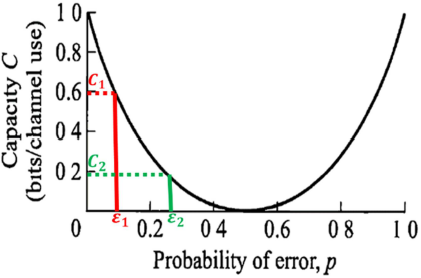 Capacity C
(bits/channel use)
1 0
0 8
0.6
0 4
0 2
C₁
C₂
ε₁
ε₂
0
0.2
0 4
0 6
0 8
1 0
Probability of error, p